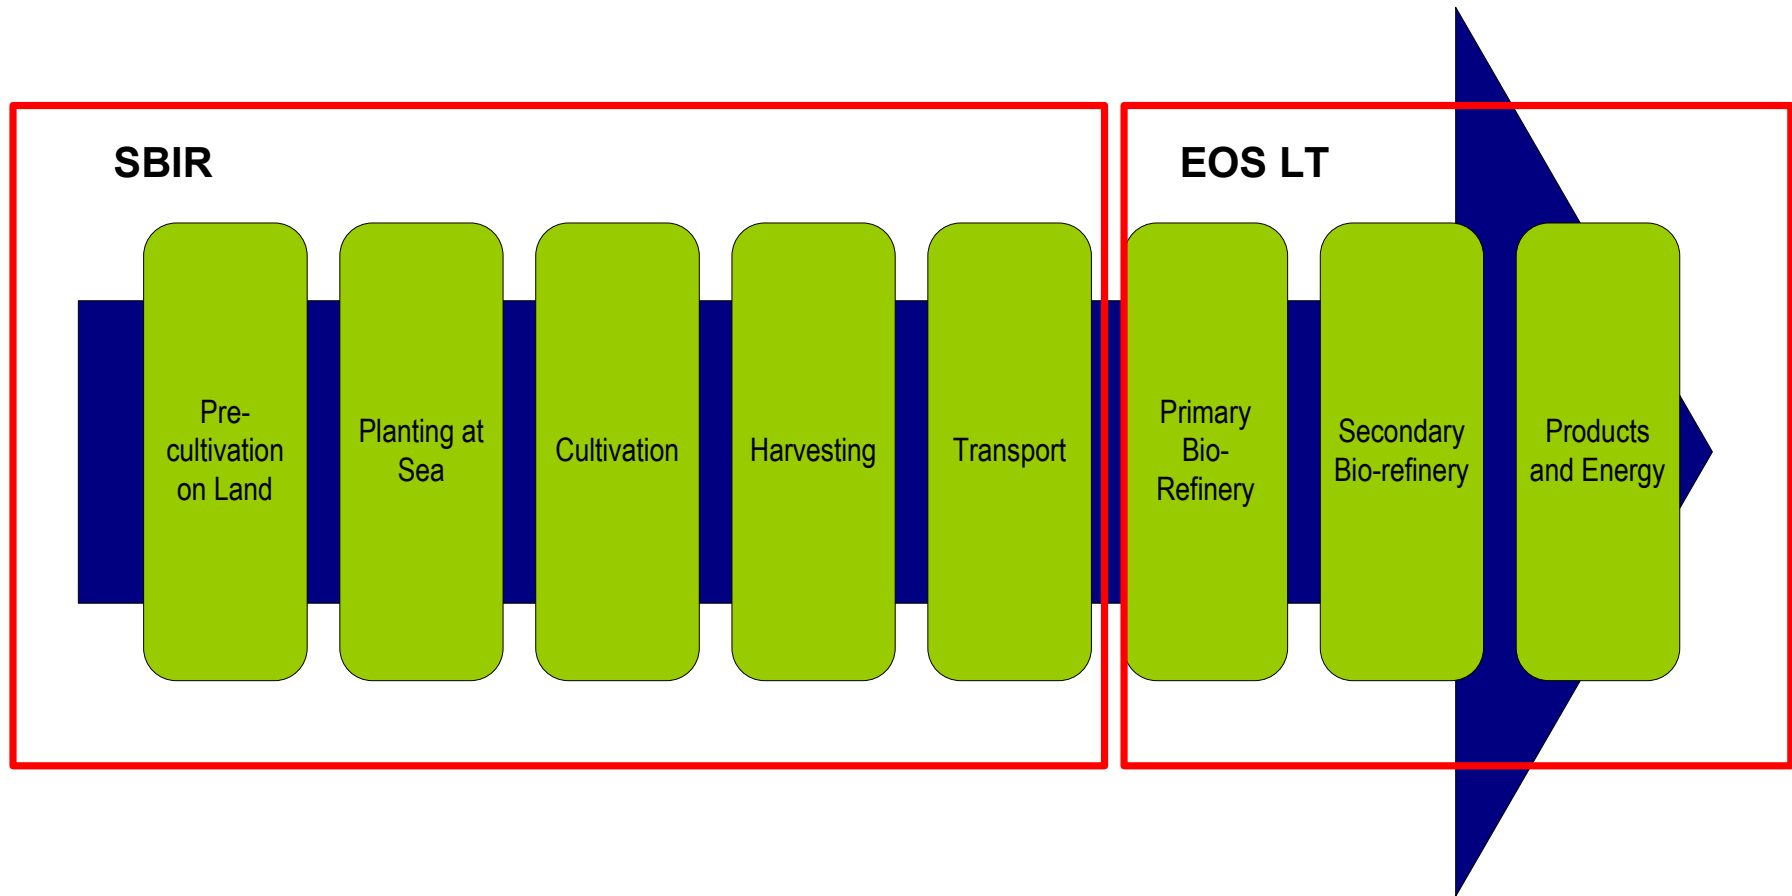 SBIR
EOS LT
Pre-
cultivation
on Land
Planting at
Sea
Cultivation
Harvesting
Transport
Primary
Bio-
Refinery
Secondary
Bio-refinery
Products
and Energy